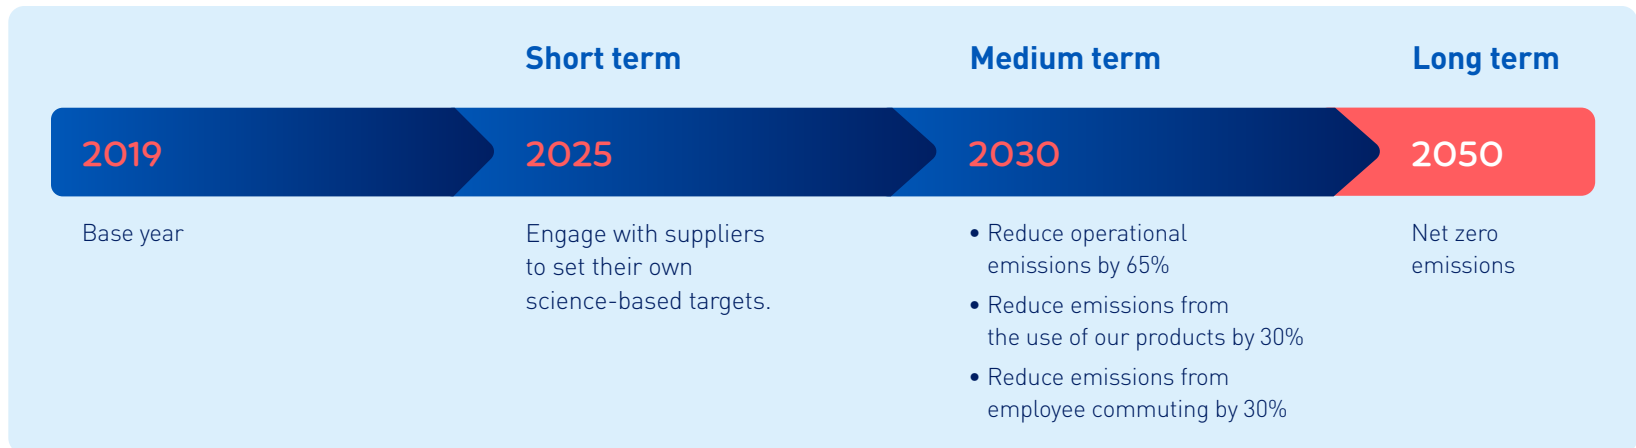 Short term
Medium term
Long term
2019
2025
2030
2050
Base year
Engage with suppliers
to set their own
science-based targets.
• Reduce operational
emissions by 65%
• Reduce emissions from
the use of our products by 30%
• Reduce emissions from
employee commuting by 30%
Net zero
emissions